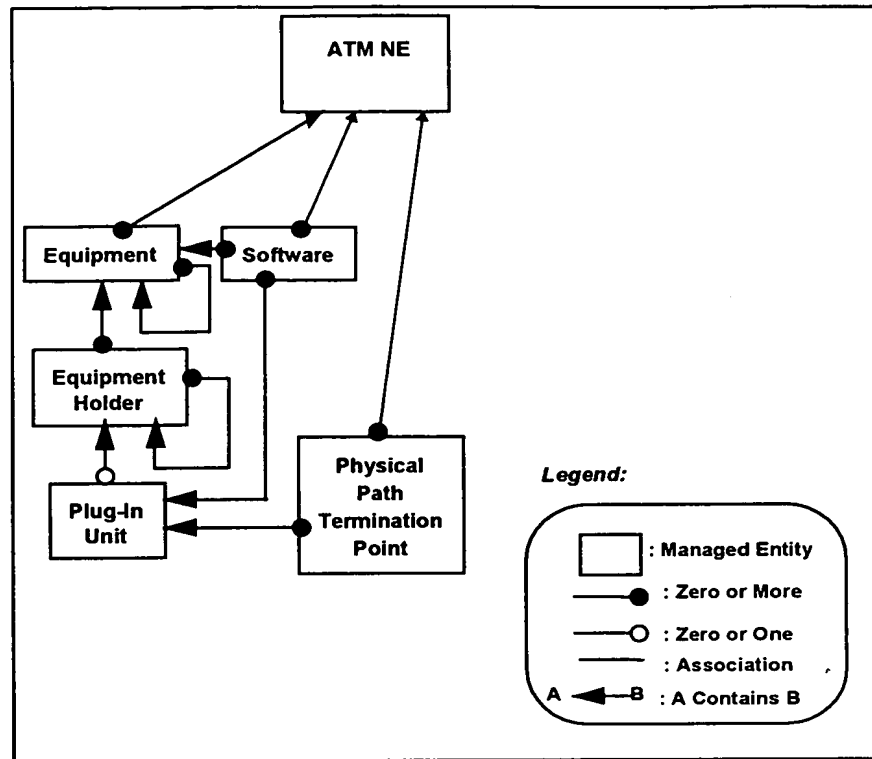 ATM NE
Equipment
Software
Equipment
Holder
Plug-In
Unit
Physical
Path
Termination
Point
Legend:
: Managed Entity
: Zero or More
: Zero or One
: Association
A B : A Contains B